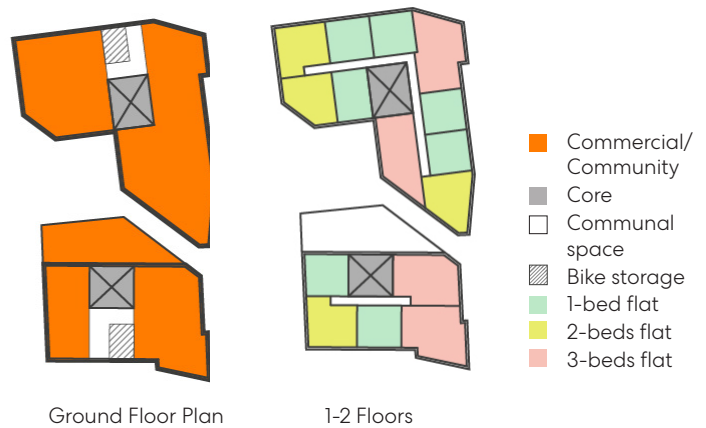 Commercial/
Community
Core
Communal
space
Bike storage
1-bed flat
2-beds flat
3-beds flat
Ground Floor Plan
1-2 Floors